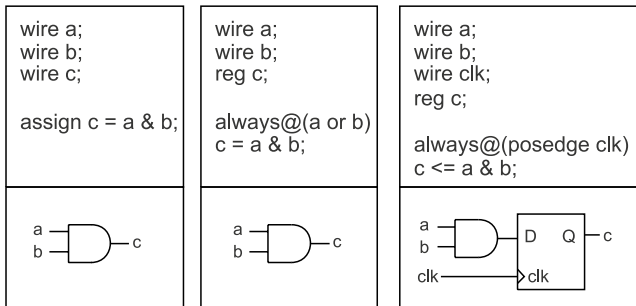 wire a;
wire b;
wire c;
assign c = a & b;
wire a;
wire b;
reg c;
always@(a or b)
c = a & b;
wire a;
wire b;
wire clk;
reg c;
always@(posedge clk)
c <= a & b;
a
b
c
a
b
c
a
b
D Q
c
clk
clk